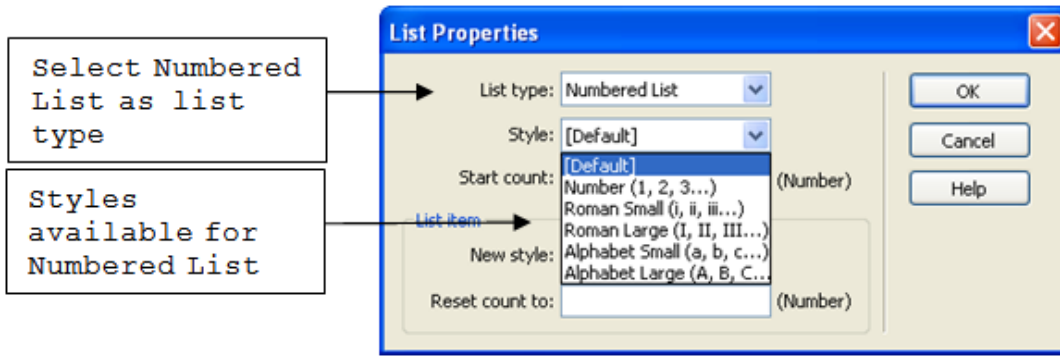 List Properties
Select Numbered
List as list
type
List type: Numbered List
OK
Style: [Default]
Cancel
[Default]
Start count:
Number (1, 2, 3...)
(Number)
Help
Styles
available for
Numbered List
Roman Small (i, ii, iii...)
List item
Roman Large (I, II, III...)
New style:
Alphabet Small (a, b, c...)
Alphabet Large (A, B, C...
Reset count to:
(Number)